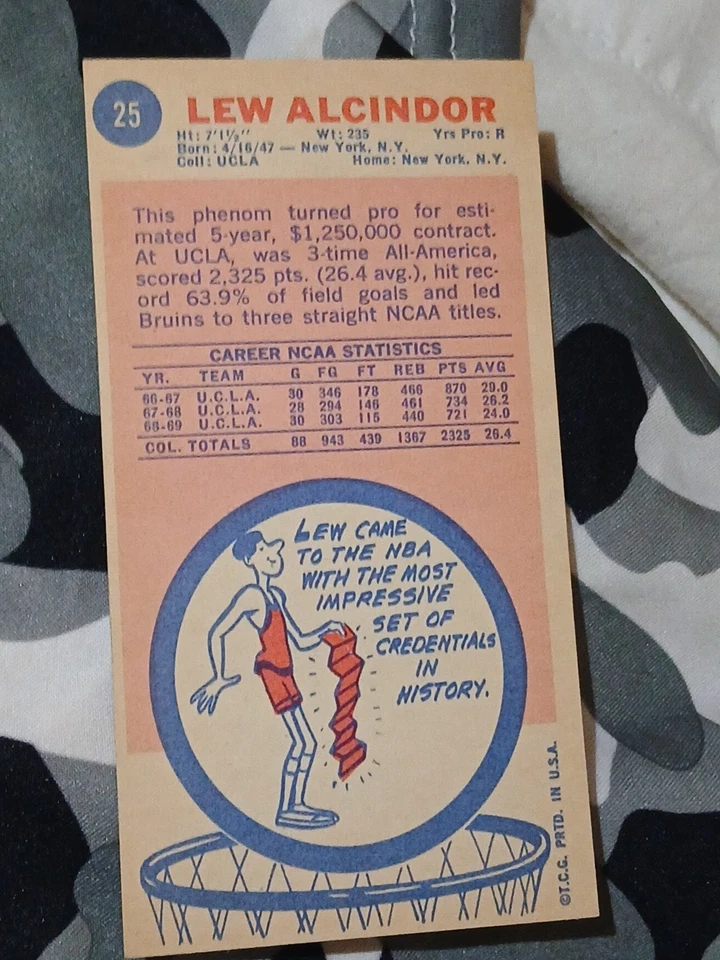 25
LEW ALCINDOR
Ht: 7'1½" Wt: 235 Yrs Pro: R
Born: 4/16/47 — New York, N.Y.
Coll: UCLA Home: New York, N.Y.
This phenom turned pro for esti-
mated 5-year, $1,250,000 contract.
At UCLA, was 3-time All-America,
scored 2,325 pts. (26.4 avg.), hit rec-
ord 63.9% of field goals and led
Bruins to three straight NCAA titles.
CAREER NCAA STATISTICS
YR. TEAM G FG FT REB PTS AVG
66-67 U.C.L.A. 30 346 178 466 870 29.0
67-68 U.C.L.A. 28 294 146 461 734 26.2
68-69 U.C.L.A. 30 303 115 440 721 24.0
COL. TOTALS 88 943 439 1367 2325 26.4
LEW CAME
TO THE NBA
WITH THE MOST
IMPRESSIVE
SET OF
CREDENTIALS
IN
HISTORY.
©T.C.G. PRTD. IN U.S.A.